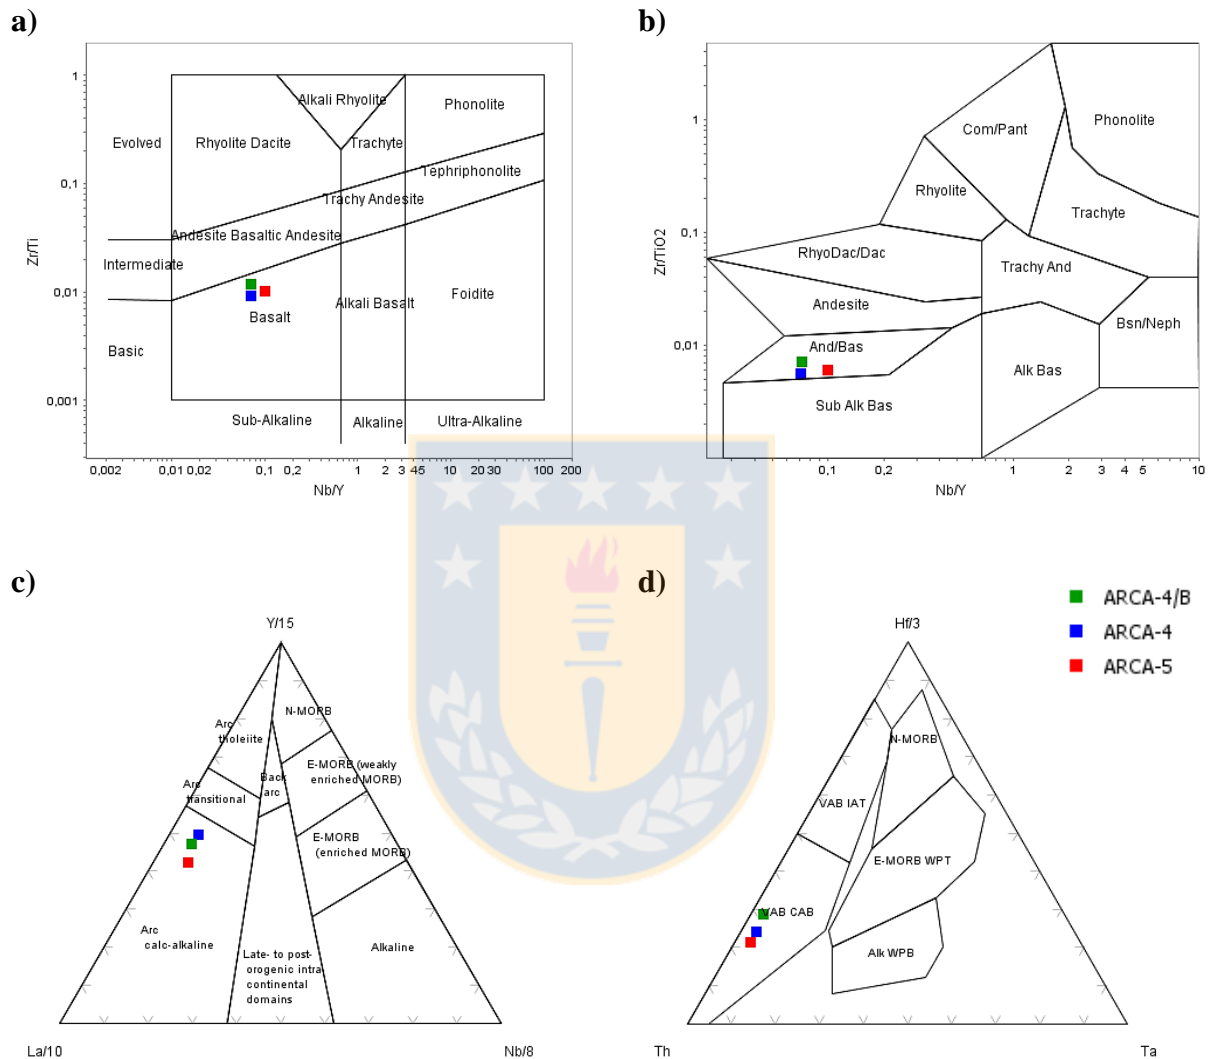 a)
1
0,1
0,01
0,001
Zr/Ti
Evolved
Rhyolite Dacite
Alkali Rhyolite
Trachyte
Phonolite
Tephriphonolite
Trachy Andesite
Andesite Basaltic Andesite
Intermediate
Basalt
Alkali Basalt
Foidite
Basic
Sub-Alkaline
Alkaline
Ultra-Alkaline
0,002 0,01 0,02 0,1 0,2 1 2 3 4 5 10 20 30 100 200
Nb/Y
b)
1
0,1
0,01
Zr/TiO2
Com/Pant
Phonolite
Rhyolite
Trachyte
RhyoDac/Dac
Trachy And
Andesite
Bsn/Neph
And/Bas
Alk Bas
Sub Alk Bas
0,1 0,2 1 2 3 4 5 10
Nb/Y
c)
Y/15
N-MORB
Arc
tholeiite
E-MORB (weakly
enriched MORB)
Back
arc
Arc
transitional
E-MORB
(enriched MORB)
Arc
calc-alkaline
Late- to post-
orogenic intra
continental
domains
Alkaline
La/10
Nb/8
d)
Hf/3
N-MORB
VAB IAT
E-MORB WPT
VAB CAB
Alk WPB
Th
Ta
ARCA-4/B
ARCA-4
ARCA-5